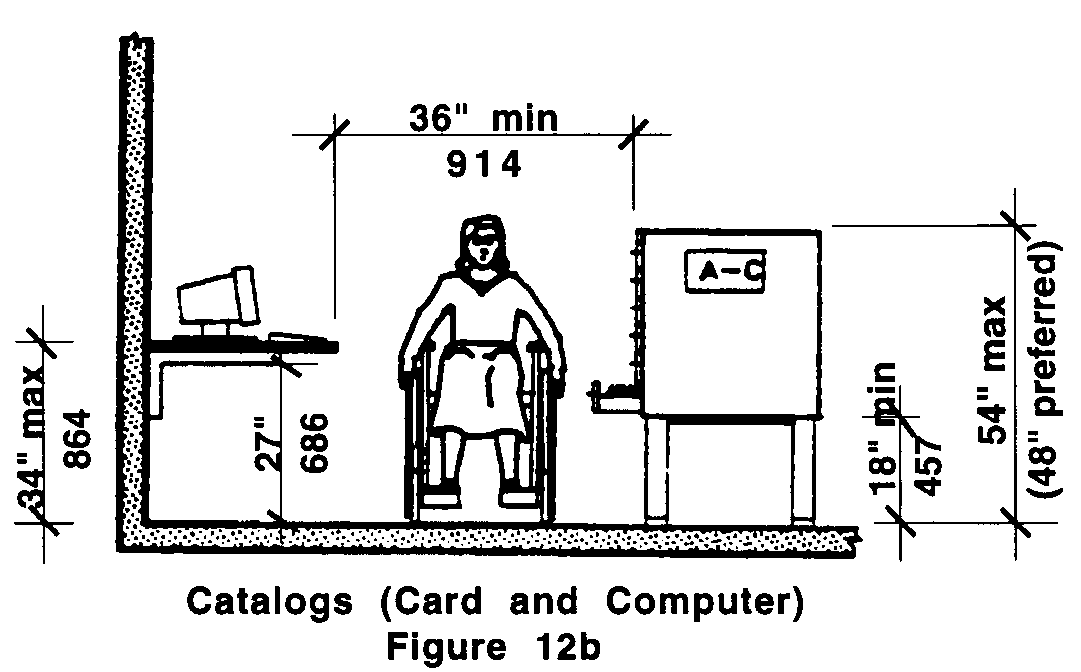 36" min
914
A-C
34" max
864
27"
686
18" min
457
54" max
(48" preferred)
Catalogs (Card and Computer)
Figure 12b